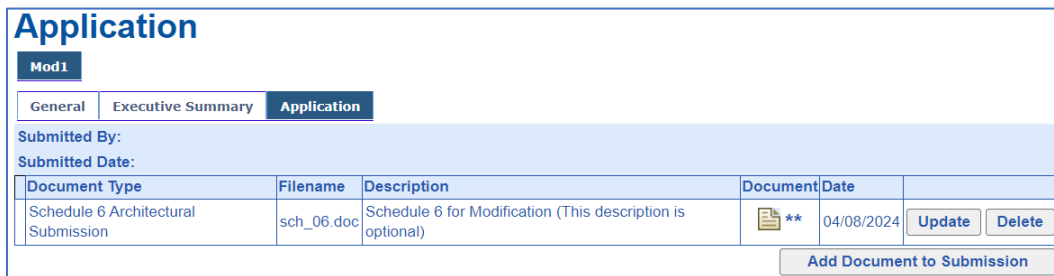 Application
Mod1
General Executive Summary Application
Submitted By:
Submitted Date:
Document Type Filename Description Document Date
Schedule 6 Architectural Submission sch_06.doc Schedule 6 for Modification (This description is optional) ** 04/08/2024 Update Delete
Add Document to Submission